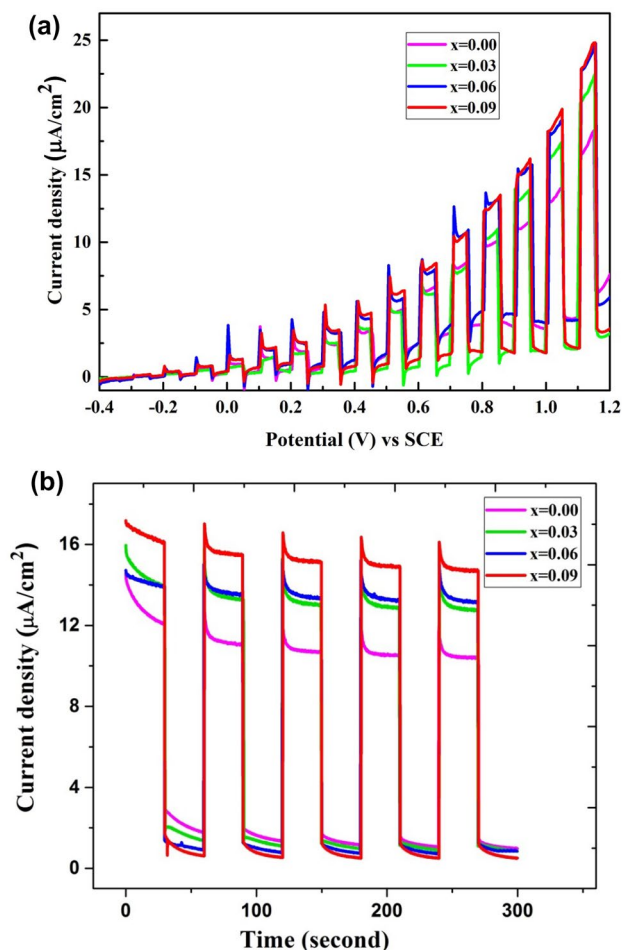 (a)
x=0.00
x=0.03
x=0.06
x=0.09
25
20
15
10
5
0
Current density (µA/cm²)
-0.4 -0.2 0.0 0.2 0.4 0.6 0.8 1.0 1.2
Potential (V) vs SCE
(b)
x=0.00
x=0.03
x=0.06
x=0.09
16
12
8
4
0
Current density (µA/cm²)
0 100 200 300
Time (second)